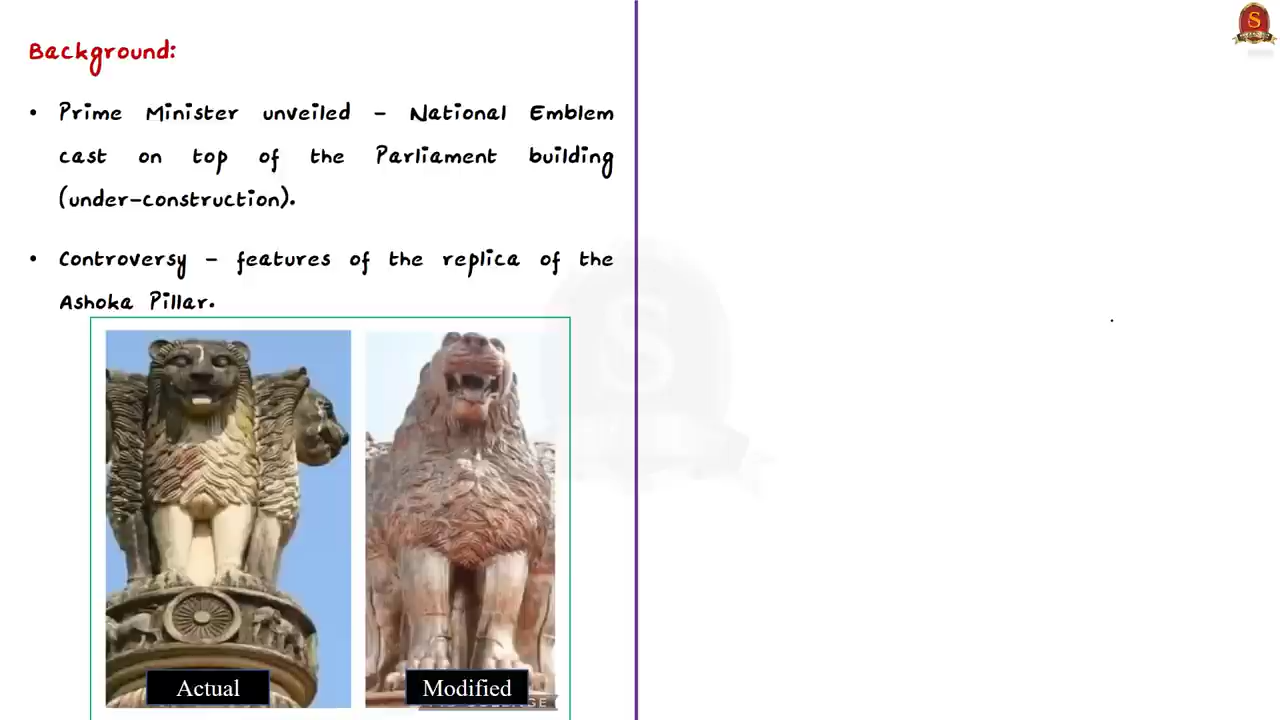 Background:
• Prime Minister unveiled – National Emblem
cast on top of the Parliament building
(under-construction).
• Controversy – features of the replica of the
Ashoka Pillar.
Actual
Modified
S
S